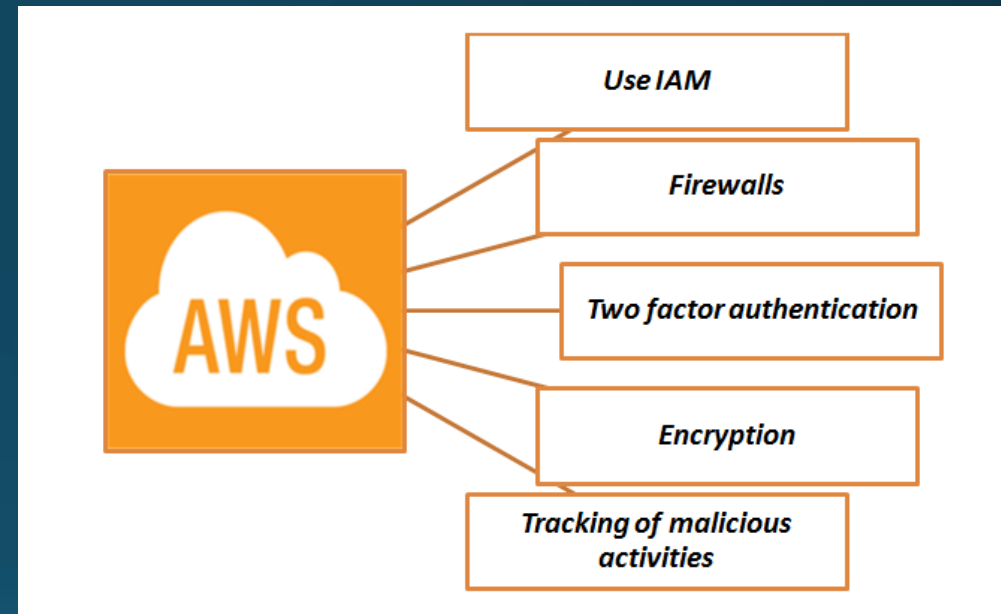 Use IAM
Firewalls
AWS
Two factor authentication
Encryption
Tracking of malicious
activities